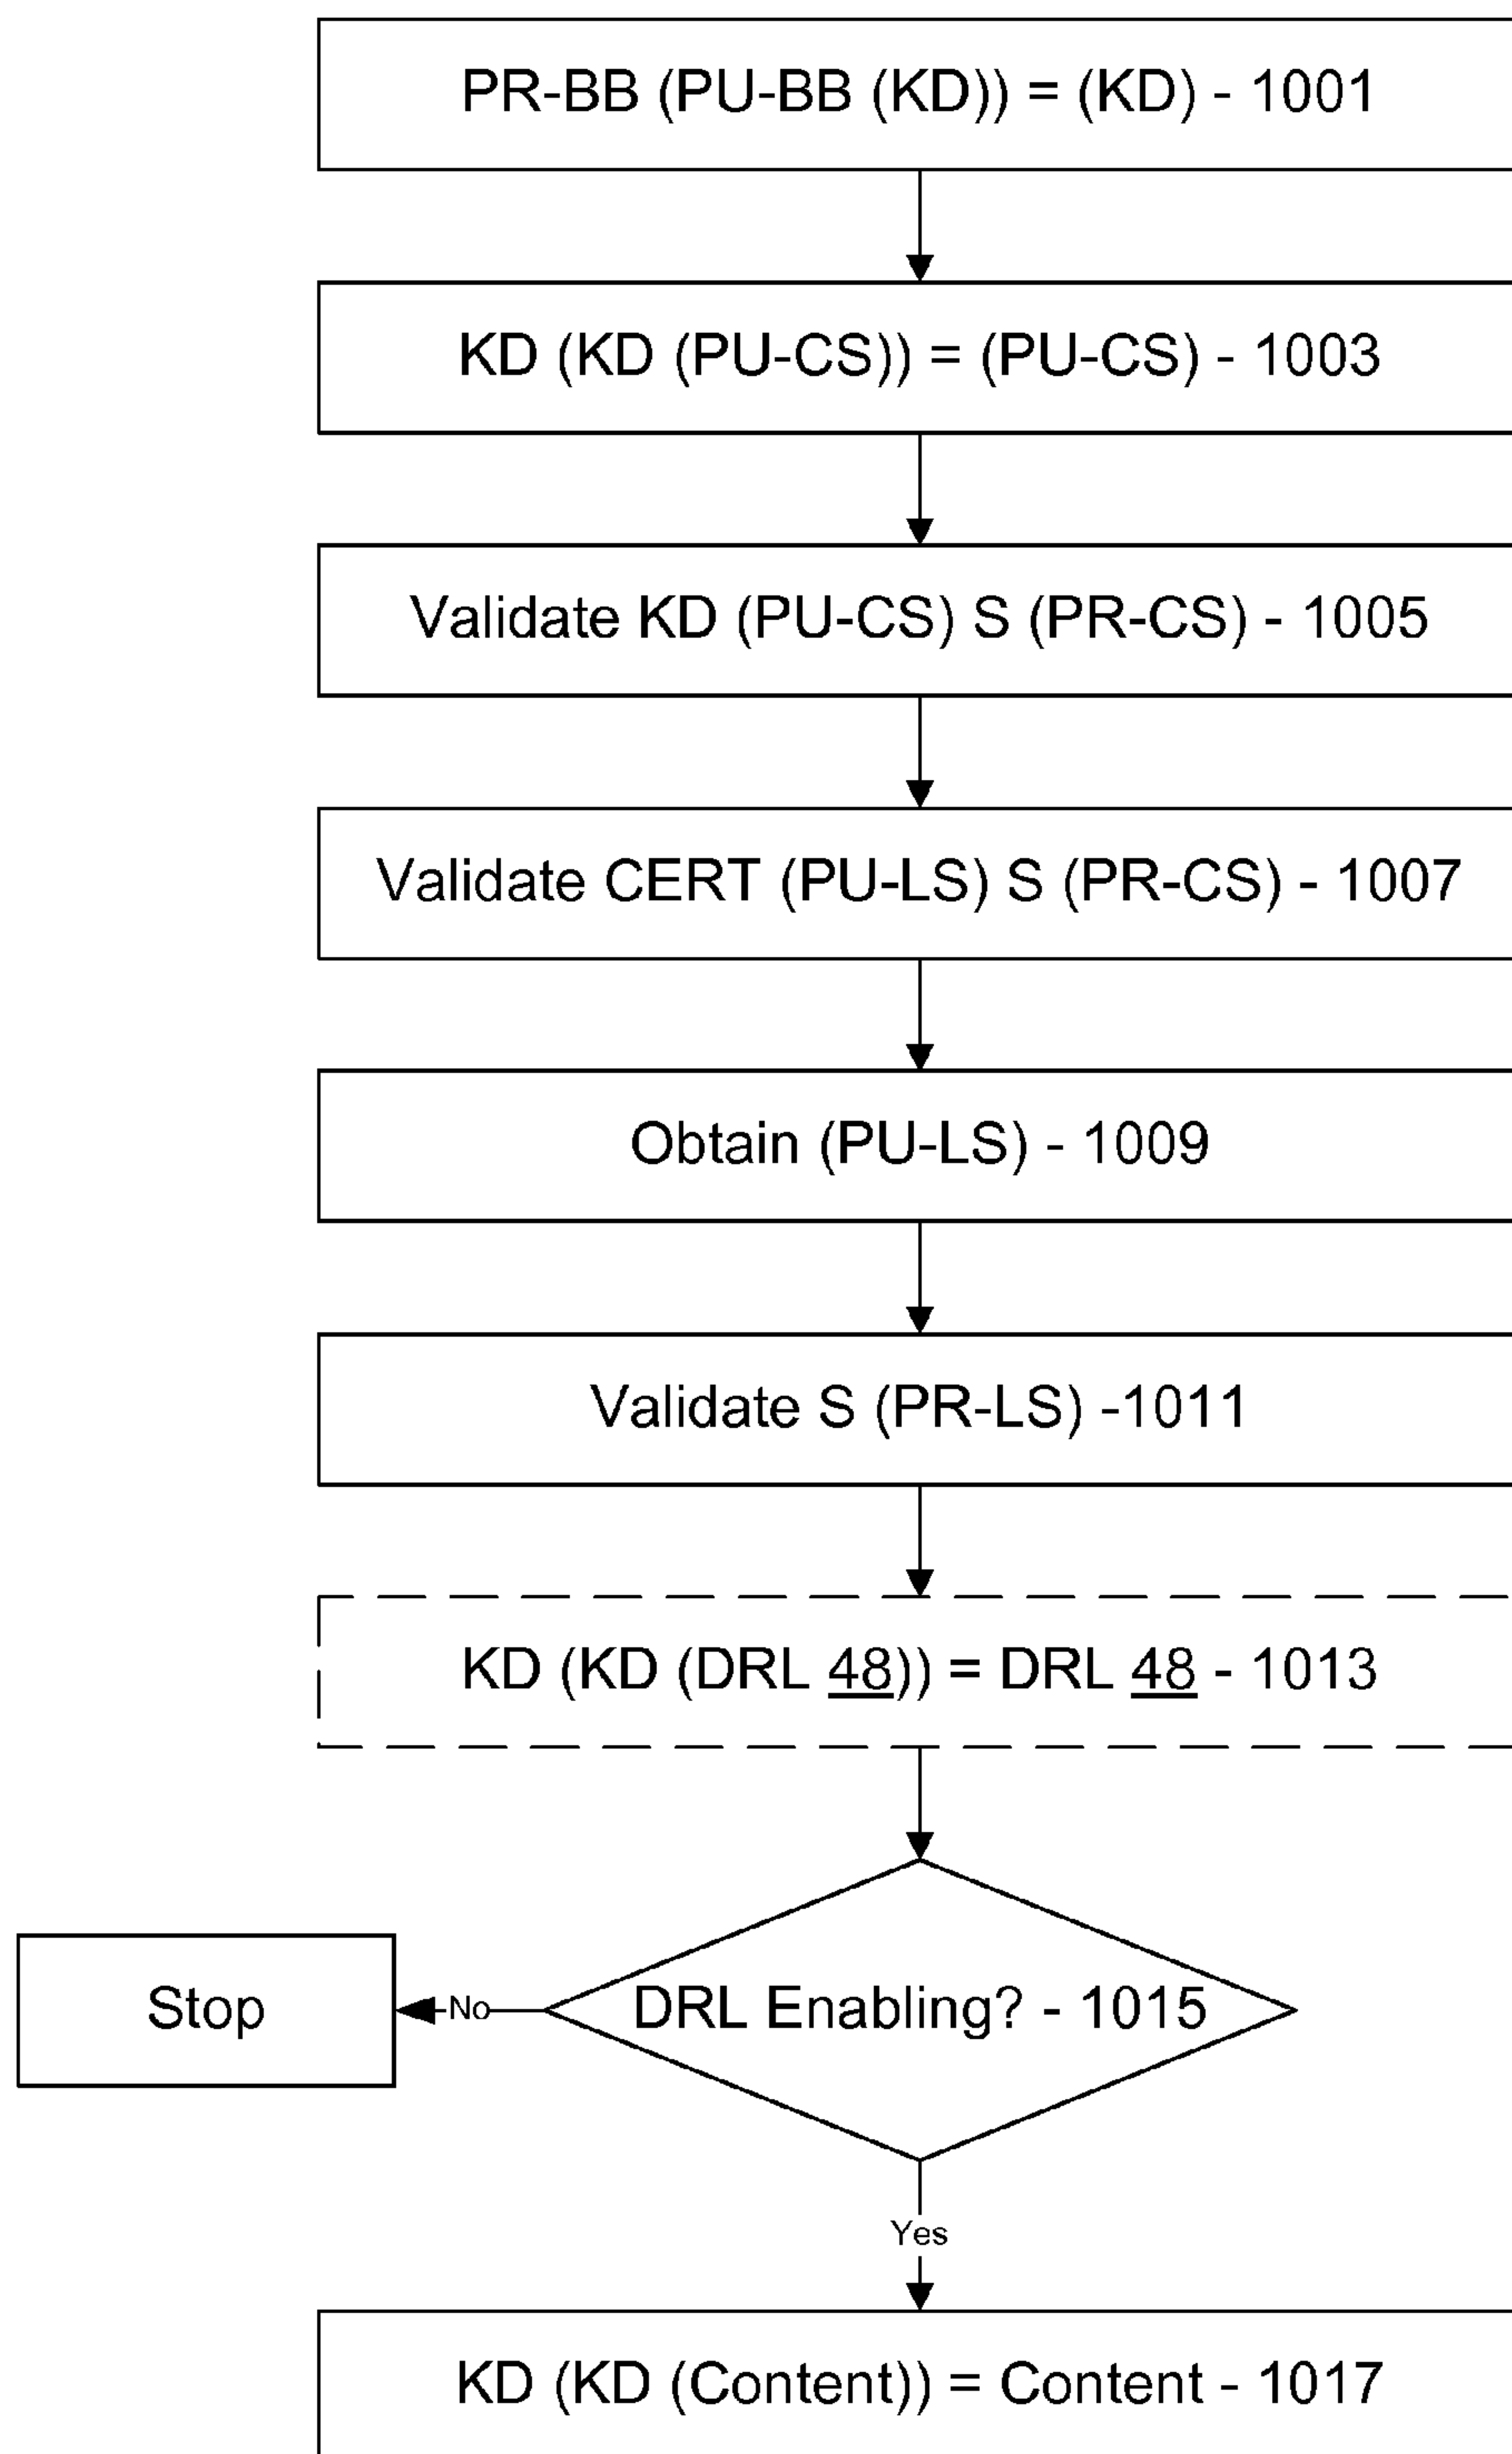 PR-BB (PU-BB (KD)) = (KD) - 1001
KD (KD (PU-CS)) = (PU-CS) - 1003
Validate KD (PU-CS) S (PR-CS) - 1005
Validate CERT (PU-LS) S (PR-CS) - 1007
Obtain (PU-LS) - 1009
Validate S (PR-LS) -1011
KD (KD (DRL 48)) = DRL 48 - 1013
DRL Enabling? - 1015
No
Stop
Yes
KD (KD (Content)) = Content - 1017